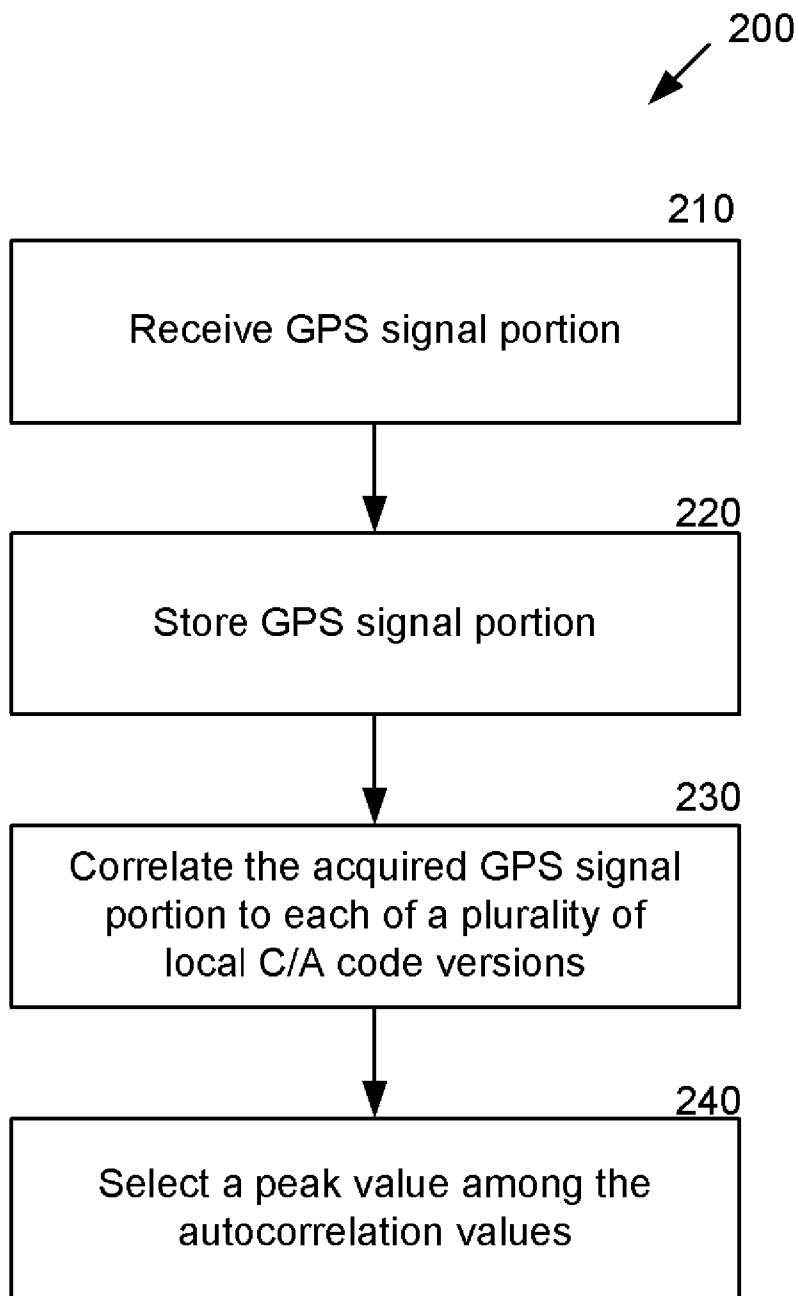 200
210
Receive GPS signal portion
220
Store GPS signal portion
230
Correlate the acquired GPS signal
portion to each of a plurality of
local C/A code versions
240
Select a peak value among the
autocorrelation values